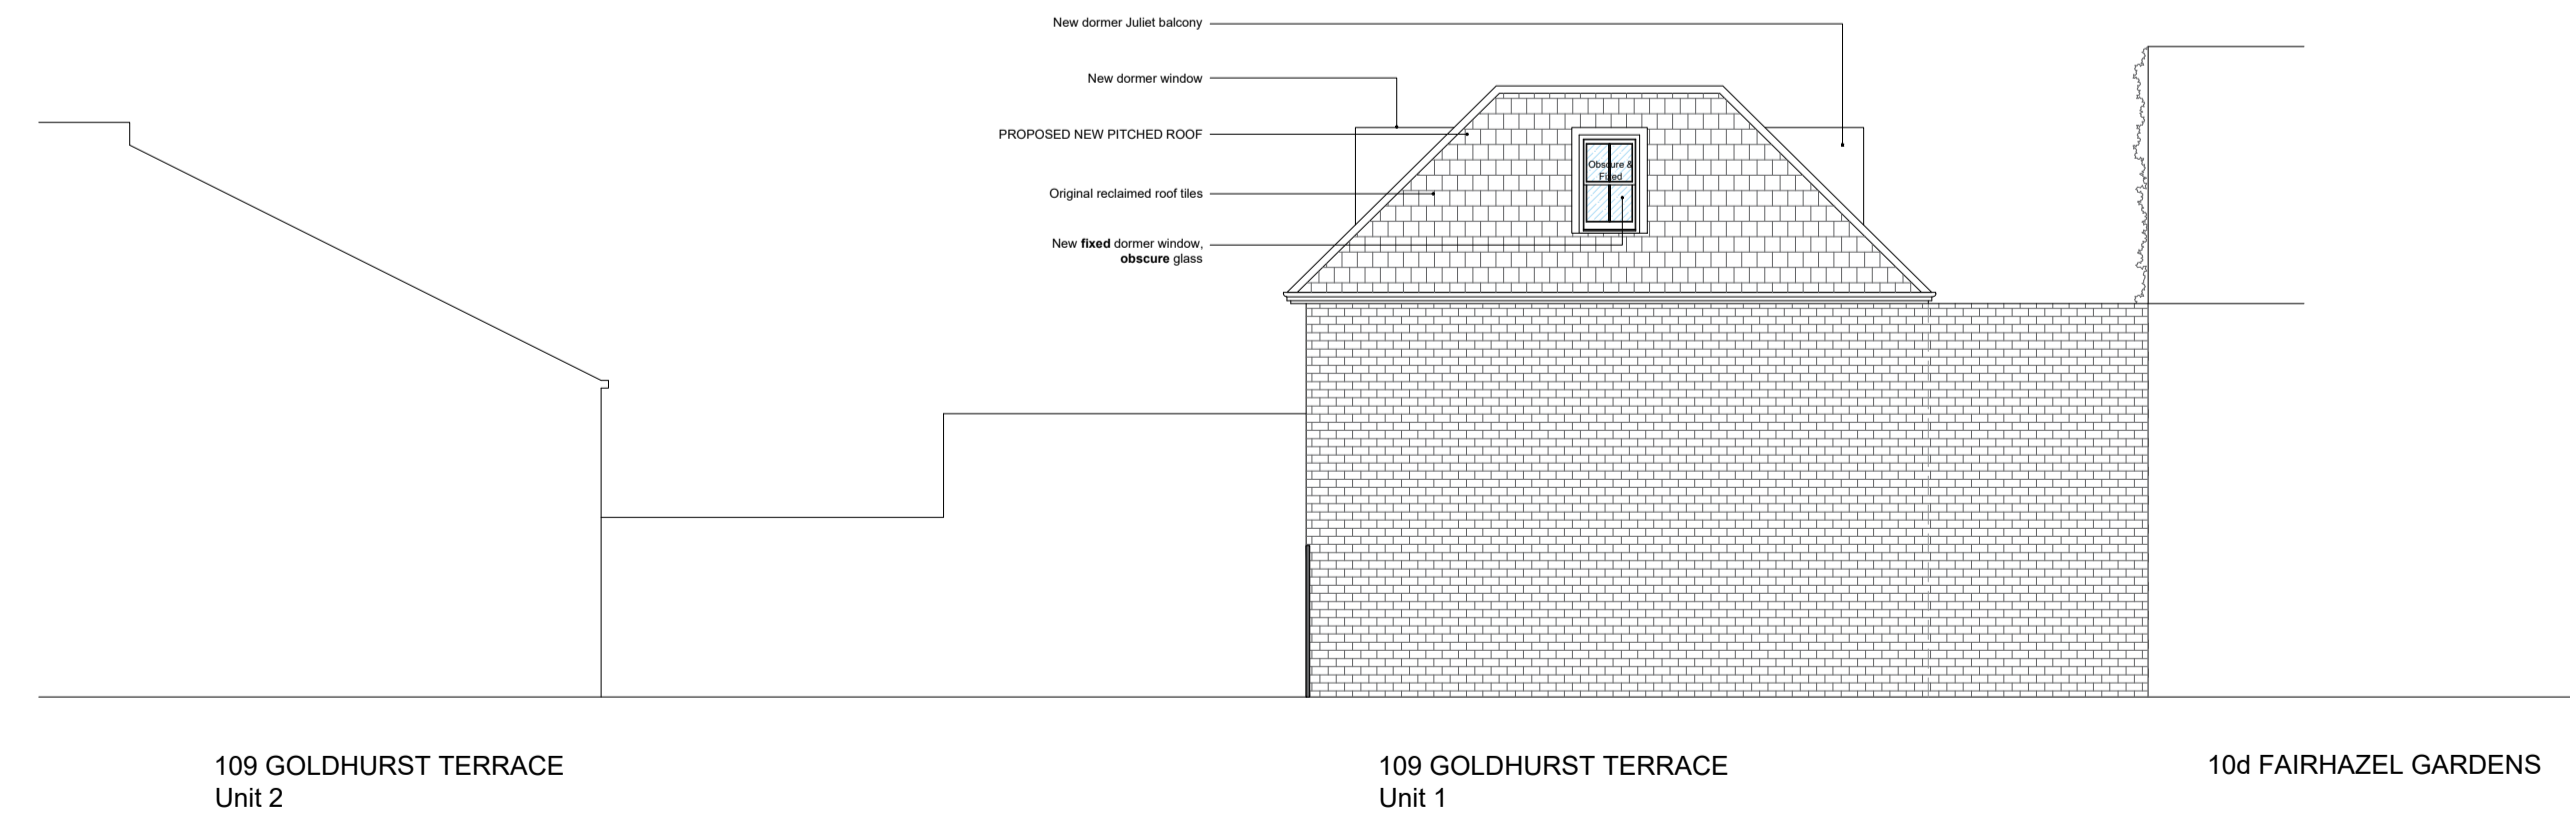 New dormer Juliet balcony
New dormer window
PROPOSED NEW PITCHED ROOF
Obscure &
Fixed
Original reclaimed roof tiles
New fixed dormer window,
obscure glass
109 GOLDHURST TERRACE
Unit 2
109 GOLDHURST TERRACE
Unit 1
10d FAIRHAZEL GARDENS